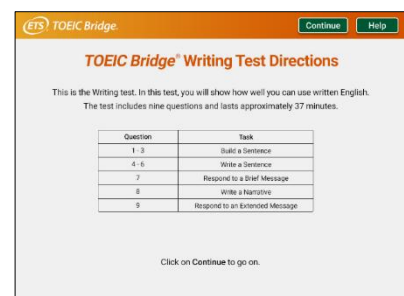 ETS TOEIC Bridge.
Continue
Help
TOEIC Bridge® Writing Test Directions
This is the Writing test. In this test, you will show how well you can use written English.
The test includes nine questions and lasts approximately 37 minutes.
Question Task
1 - 3 Build a Sentence
4 - 6 Write a Sentence
7 Respond to a Brief Message
8 Write a Narrative
9 Respond to an Extended Message
Click on Continue to go on.